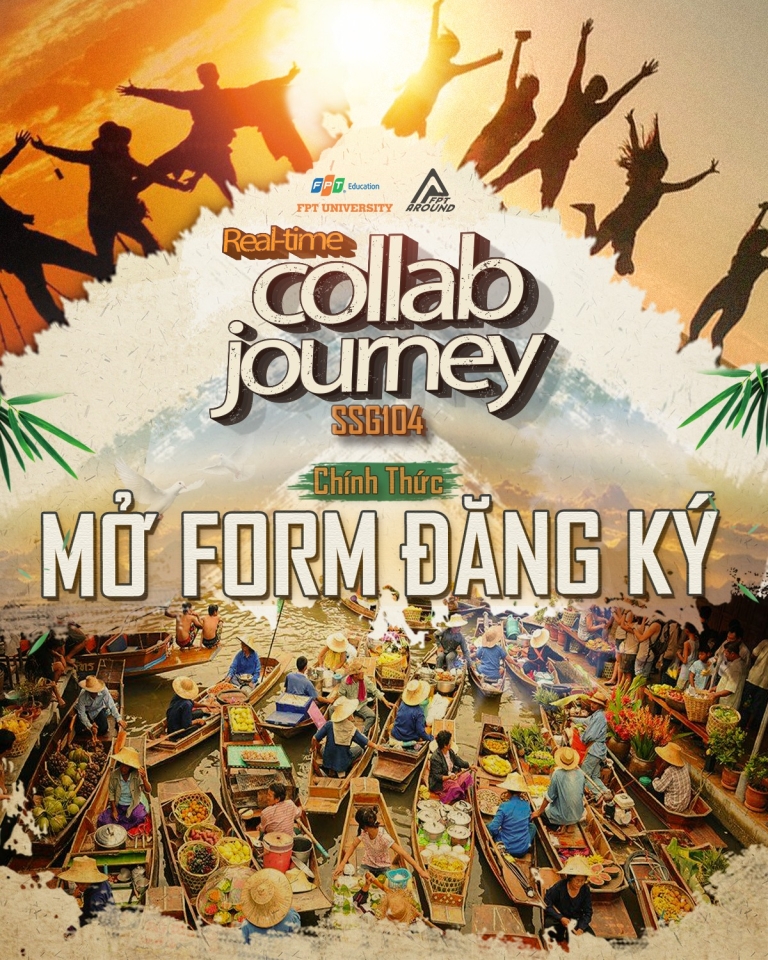 FPT Education
FPT UNIVERSITY
FPT AROUND
Real-time
collab
journey
SSG104
Chính Thức
MỞ FORM ĐĂNG KÝ